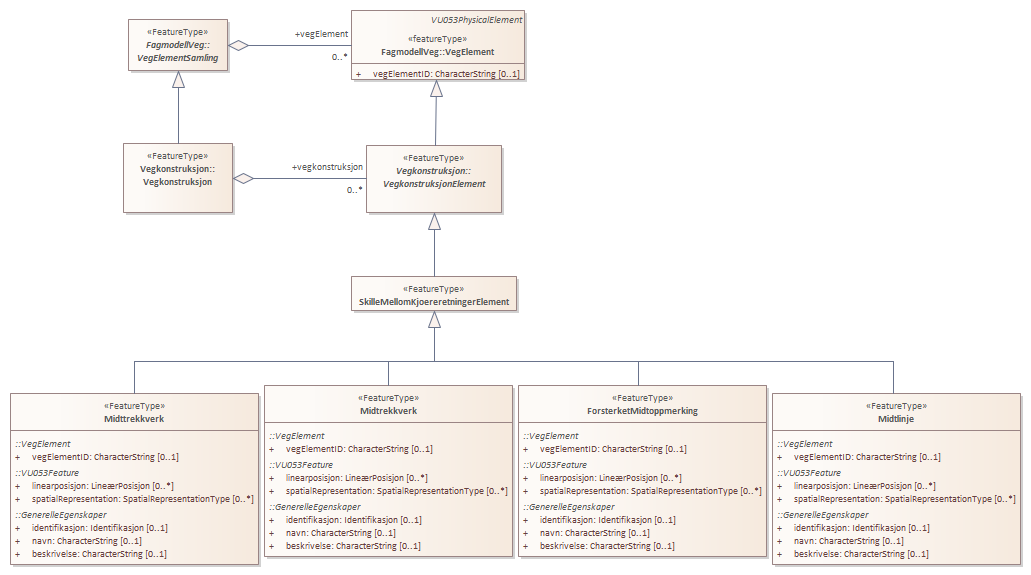 «FeatureType»
FagmodellVeg::
VegElementSamling
+vegElement
0..*
VU053PhysicalElement
«featureType»
FagmodellVeg::VegElement
+ vegElementID: CharacterString [0..1]
«FeatureType»
Vegkonstruksjon::
Vegkonstruksjon
+vegkonstruksjon
0..*
«FeatureType»
Vegkonstruksjon::
VegkonstruksjonElement
«FeatureType»
SkilleMellomKjoereretningerElement
«FeatureType»
Midttrekkverk
::VegElement
+ vegElementID: CharacterString [0..1]
::VU053Feature
+ linearposisjon: LineærPosisjon [0..*]
+ spatialRepresentation: SpatialRepresentationType [0..*]
::GenerelleEgenskaper
+ identifikasjon: Identifikasjon [0..1]
+ navn: CharacterString [0..1]
+ beskrivelse: CharacterString [0..1]
«FeatureType»
Midtrekkverk
::VegElement
+ vegElementID: CharacterString [0..1]
::VU053Feature
+ linearposisjon: LineærPosisjon [0..*]
+ spatialRepresentation: SpatialRepresentationType [0..*]
::GenerelleEgenskaper
+ identifikasjon: Identifikasjon [0..1]
+ navn: CharacterString [0..1]
+ beskrivelse: CharacterString [0..1]
«FeatureType»
ForsterketMidtoppmerking
::VegElement
+ vegElementID: CharacterString [0..1]
::VU053Feature
+ linearposisjon: LineærPosisjon [0..*]
+ spatialRepresentation: SpatialRepresentationType [0..*]
::GenerelleEgenskaper
+ identifikasjon: Identifikasjon [0..1]
+ navn: CharacterString [0..1]
+ beskrivelse: CharacterString [0..1]
«FeatureType»
Midtlinje
::VegElement
+ vegElementID: CharacterString [0..1]
::VU053Feature
+ linearposisjon: LineærPosisjon [0..*]
+ spatialRepresentation: SpatialRepresentationType [0..*]
::GenerelleEgenskaper
+ identifikasjon: Identifikasjon [0..1]
+ navn: CharacterString [0..1]
+ beskrivelse: CharacterString [0..1]